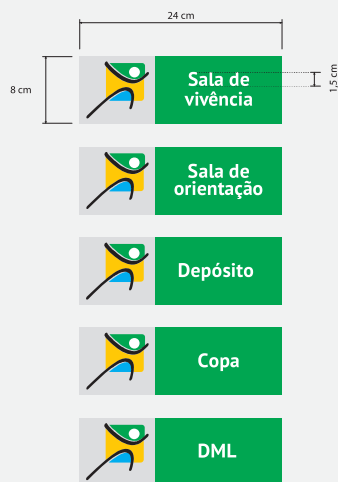 24 cm
8 cm
Sala de
vivência
1,5 cm
Sala de
orientação
Depósito
Copa
DML